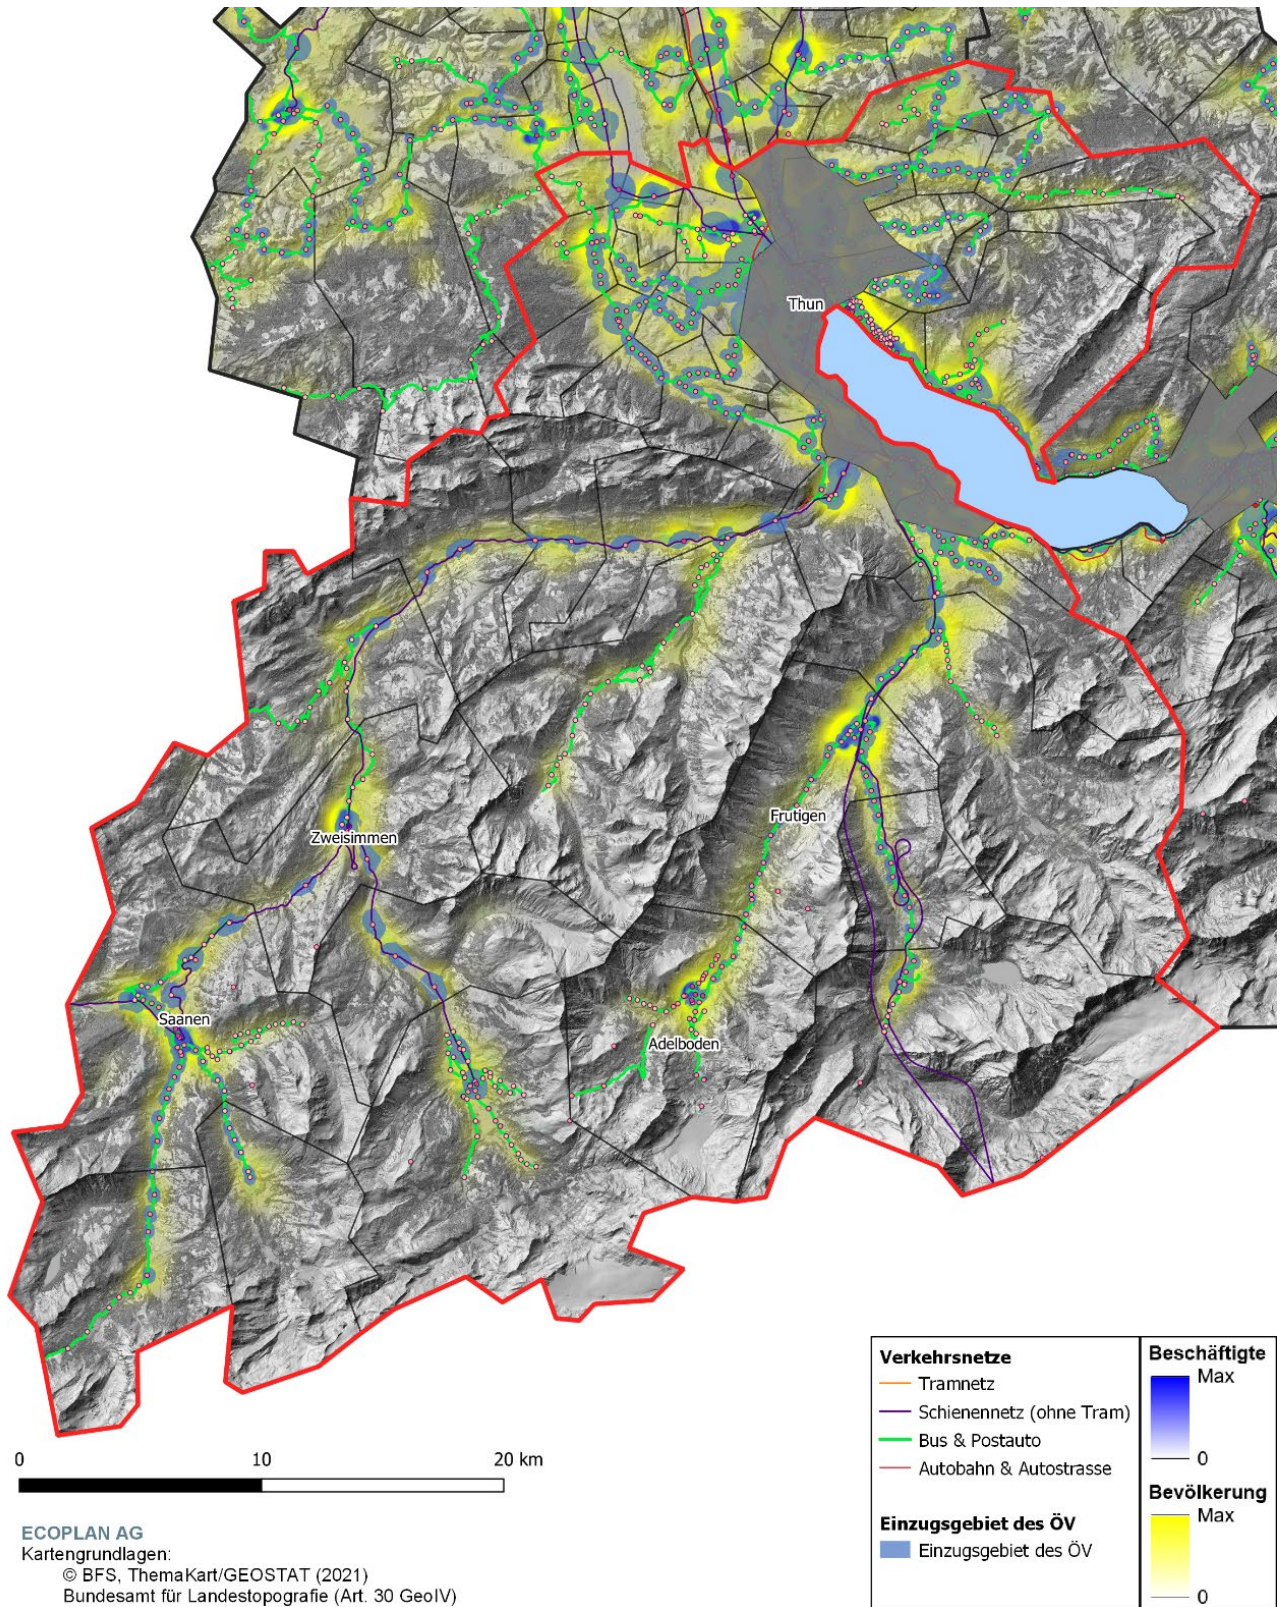 Thun
Zweisimmen
Frutigen
Saanen
Adelboden
Verkehrsnetze
Tramnetz
Schienennetz (ohne Tram)
Bus & Postauto
Autobahn & Autostrasse
Einzugsgebiet des ÖV
Einzugsgebiet des ÖV
Beschäftigte
Max
0
Bevölkerung
Max
0
0 10 20 km
ECOPLAN AG
Kartengrundlagen:
© BFS, ThemaKart/GEOSTAT (2021)
Bundesamt für Landestopografie (Art. 30 GeoIV)